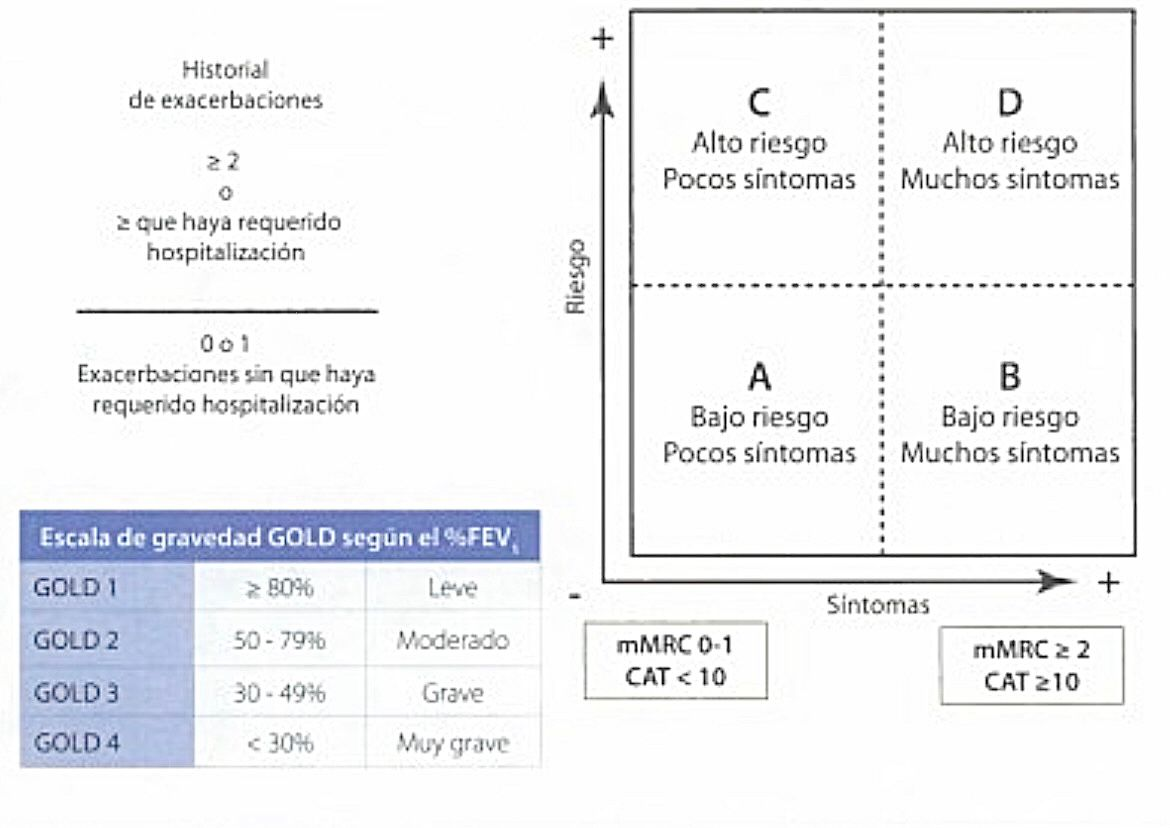 Historial
de exacerbaciones
≥ 2
o
≥ que haya requerido
hospitalización
0 o 1
Exacerbaciones sin que haya
requerido hospitalización
Escala de gravedad GOLD según el %FEV₁
GOLD 1 ≥ 80% Leve
GOLD 2 50 - 79% Moderado
GOLD 3 30 - 49% Grave
GOLD 4 < 30% Muy grave
+
Riesgo
C
Alto riesgo
Pocos síntomas
D
Alto riesgo
Muchos síntomas
A
Bajo riesgo
Pocos síntomas
B
Bajo riesgo
Muchos síntomas
-
Síntomas
+
mMRC 0-1
CAT < 10
mMRC ≥ 2
CAT ≥10